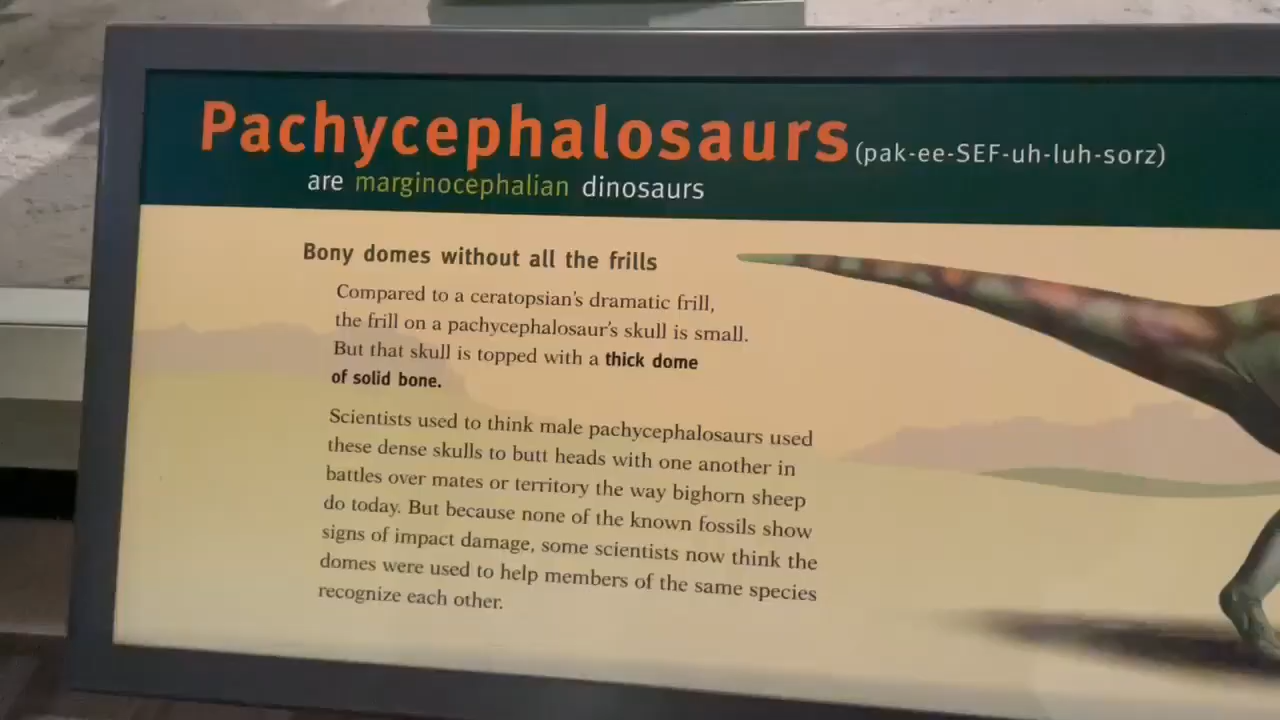 Pachycephalosaurs (pak-ee-SEF-uh-luh-sorz)
are marginocephalian dinosaurs
Bony domes without all the frills
Compared to a ceratopsian's dramatic frill,
the frill on a pachycephalosaur's skull is small.
But that skull is topped with a thick dome
of solid bone.
Scientists used to think male pachycephalosaurs used
these dense skulls to butt heads with one another in
battles over mates or territory the way bighorn sheep
do today. But because none of the known fossils show
signs of impact damage, some scientists now think the
domes were used to help members of the same species
recognize each other.